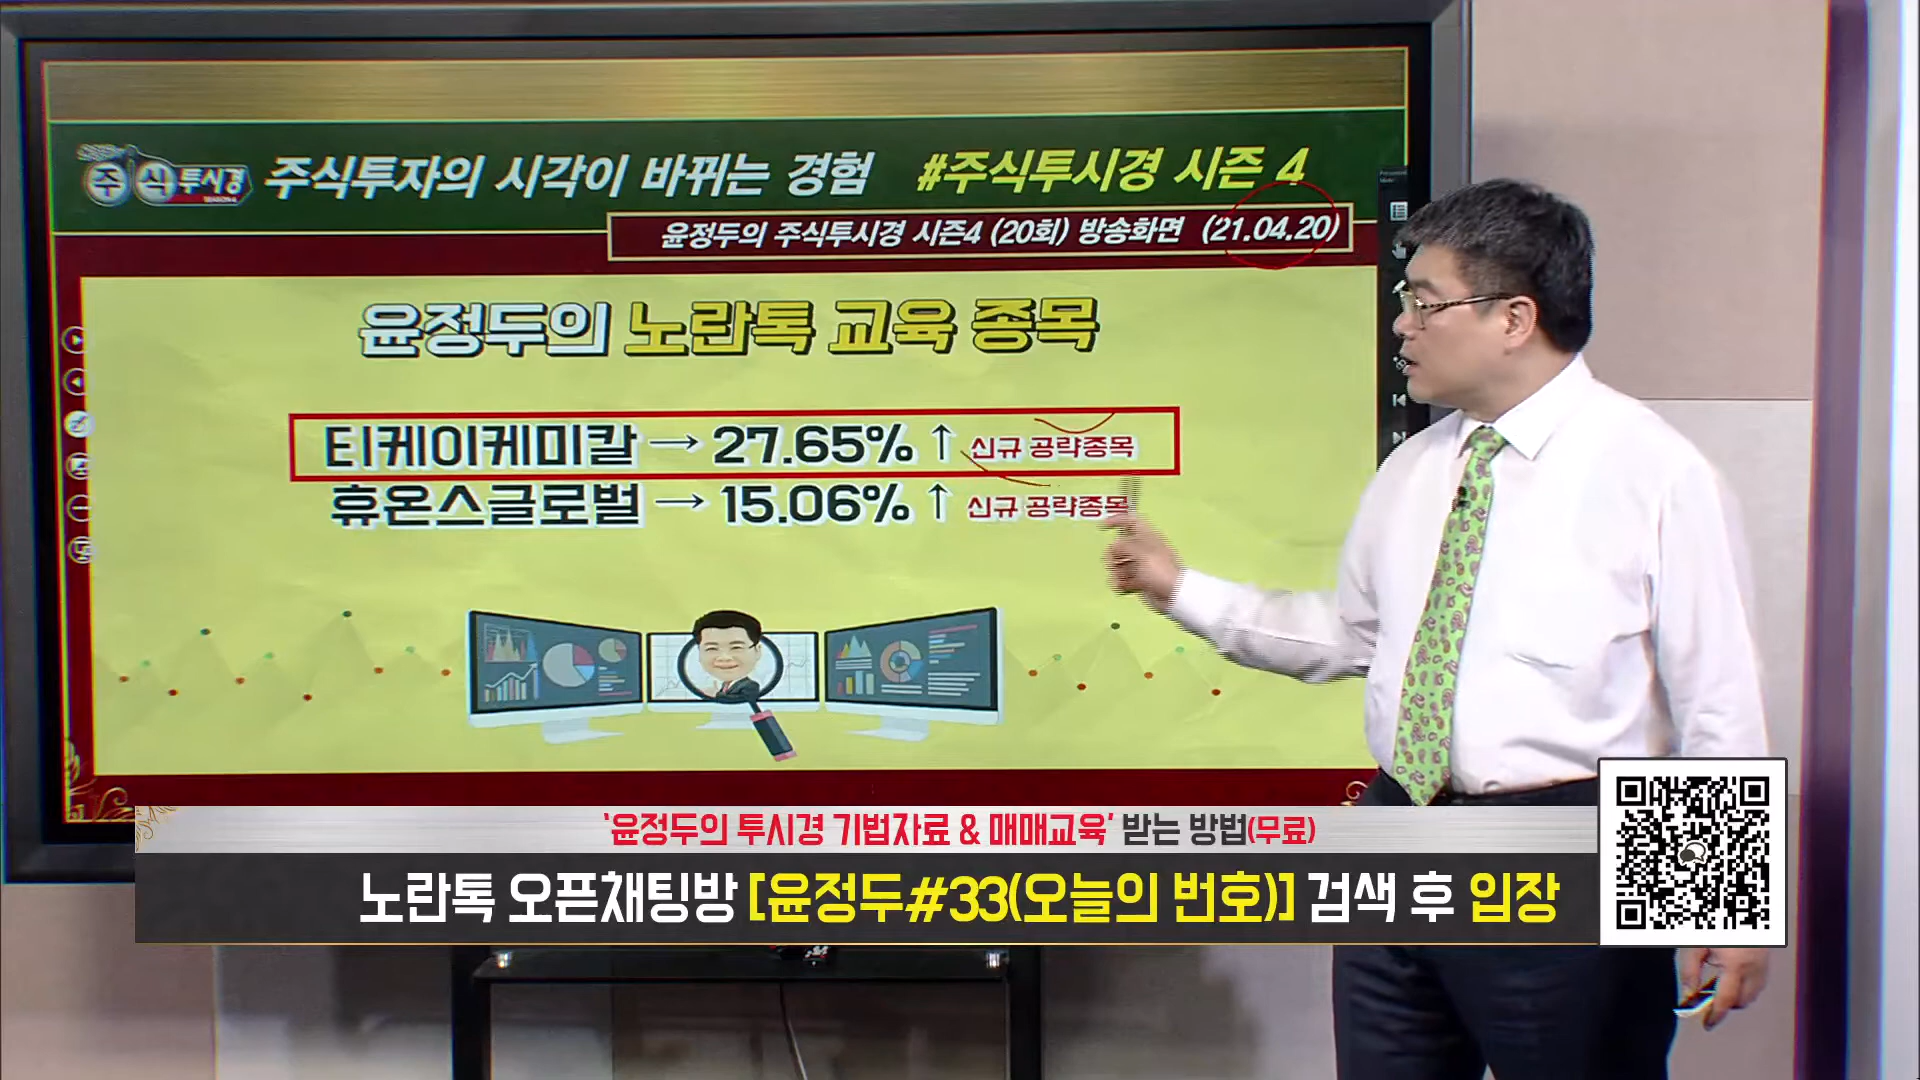 주식투시경 주식투자의 시각이 바뀌는 경험 #주식투시경 시즌 4
윤정두의 주식투시경 시즌4 (20회) 방송화면 (21.04.20)
윤정두의 노란톡 교육 종목
티케이케미칼 → 27.65% ↑ 신규 공략종목
휴온스글로벌 → 15.06% ↑ 신규 공략종목
'윤정두의 투시경 기법자료 & 매매교육' 받는 방법(무료)
노란톡 오픈채팅방 [윤정두#33(오늘의 번호)] 검색 후 입장